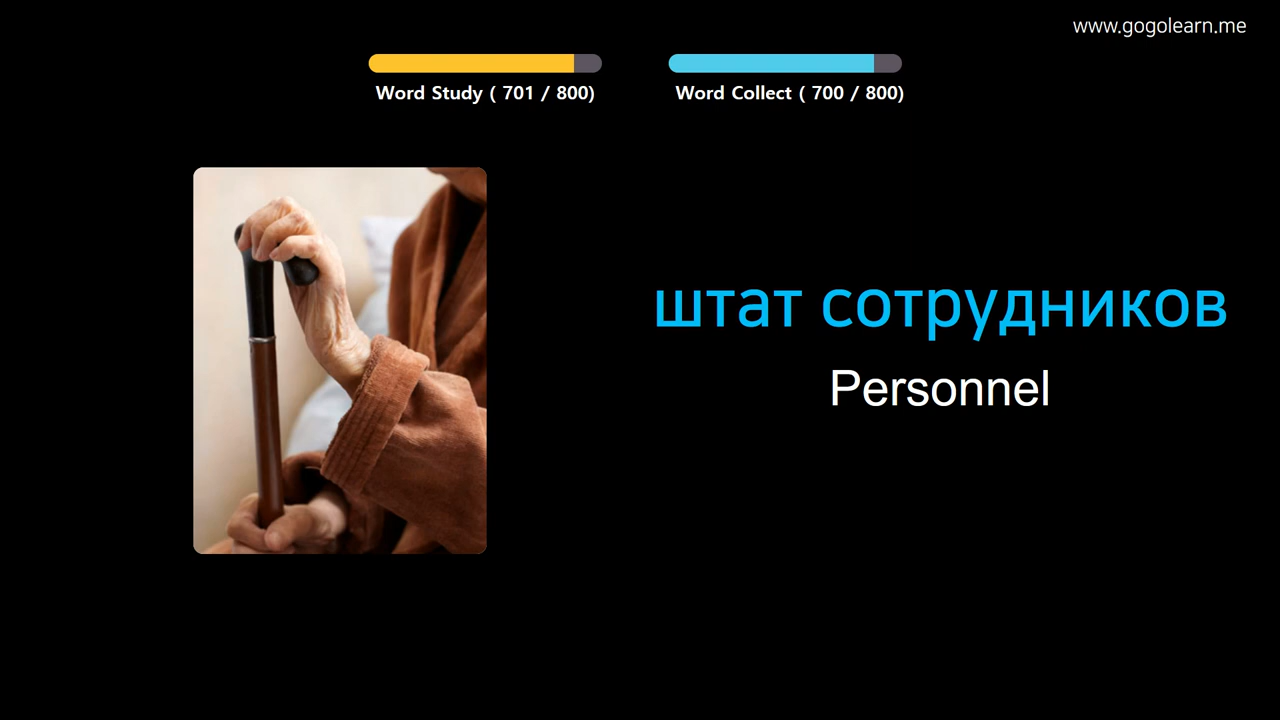 www.gogolearn.me
Word Study ( 701 / 800)
Word Collect ( 700 / 800)
штат сотрудников
Personnel